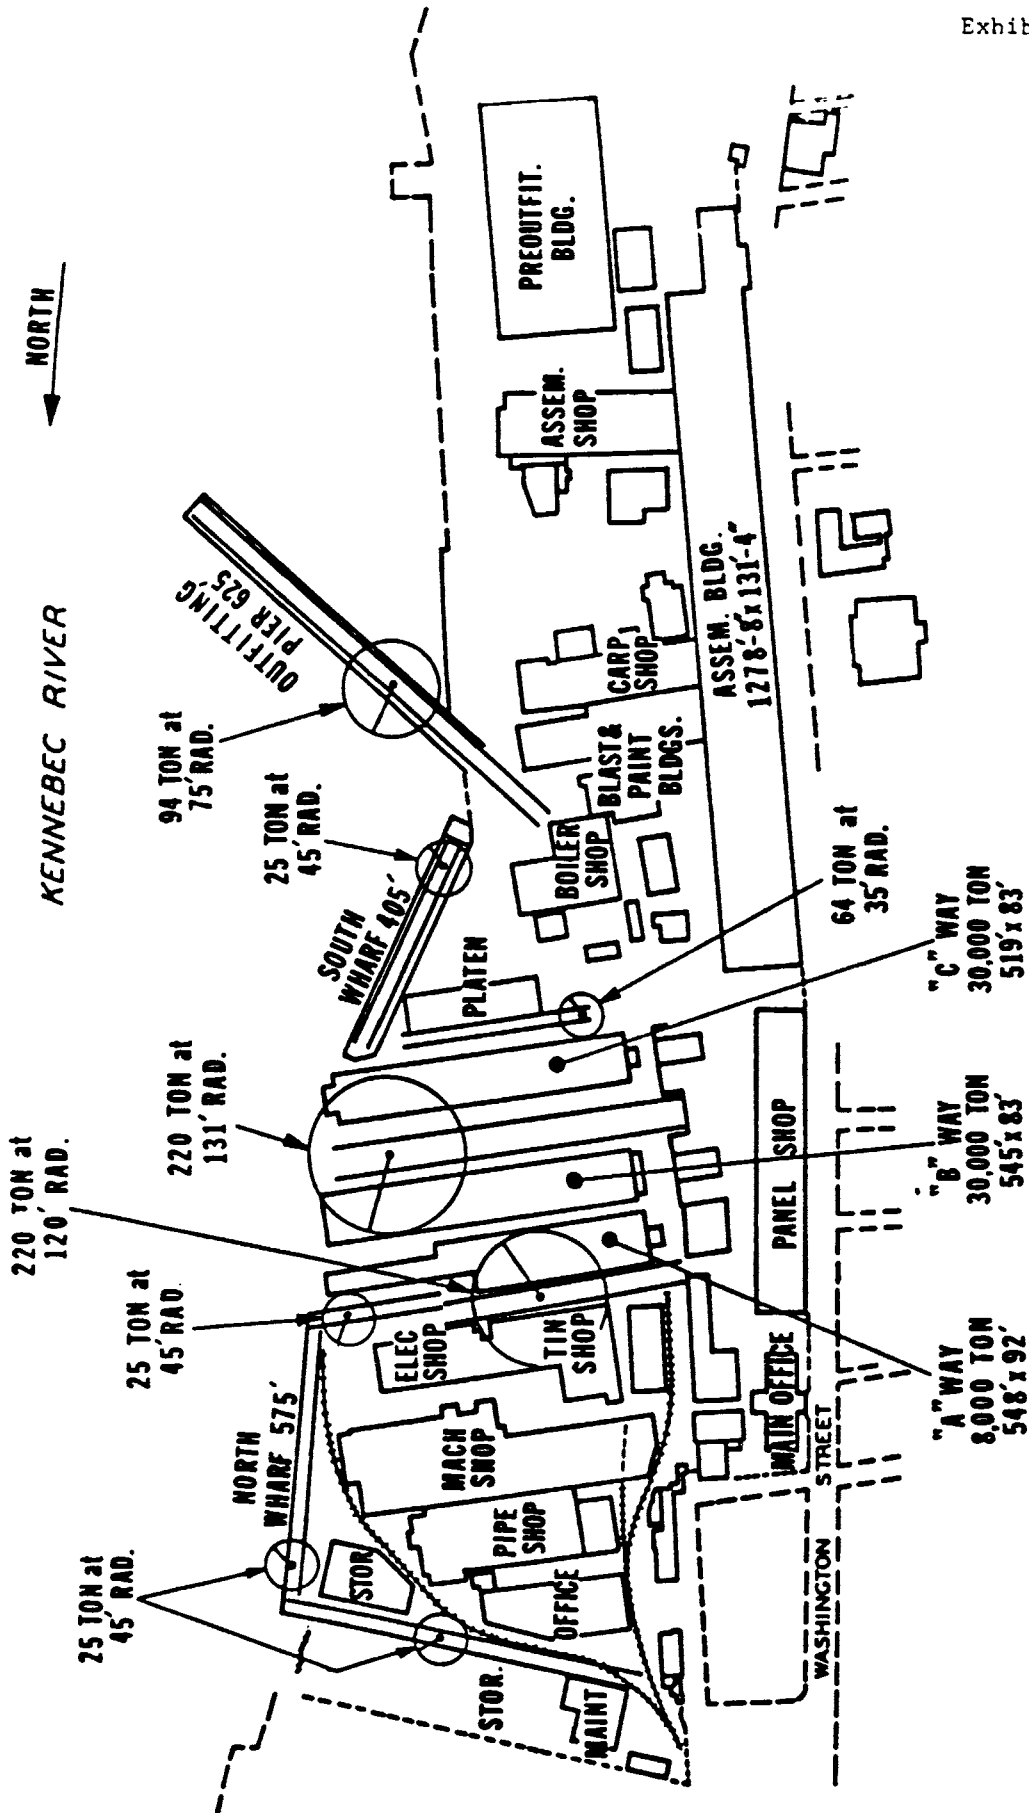 Exhib
NORTH
KENNEBEC RIVER
PREOUTFIT.
BLDG.
ASSEM.
SHOP
OUTFITTING
PIER 625'
94 TON at
75' RAD.
25 TON at
45' RAD.
SOUTH
WHARF 405'
CARP
SHOP
ASSEM. BLDG.
1278'-8"x 131'-4"
BLAST &
PAINT
BLDGS.
BOILER
SHOP
PLATEN
64 TON at
35' RAD.
220 TON at
131' RAD.
220 TON at
120' RAD.
"C" WAY
30,000 TON
519' x 83'
"B" WAY
30,000 TON
545' x 83'
"A" WAY
8,000 TON
548' x 92'
PANEL SHOP
25 TON at
45' RAD
ELEC
SHOP
TIN
SHOP
NORTH
WHARF 575'
MACH
SHOP
MAIN OFFICE
25 TON at
45' RAD.
STOR
PIPE
SHOP
OFFICE
STOR.
MAINT
WASHINGTON STREET